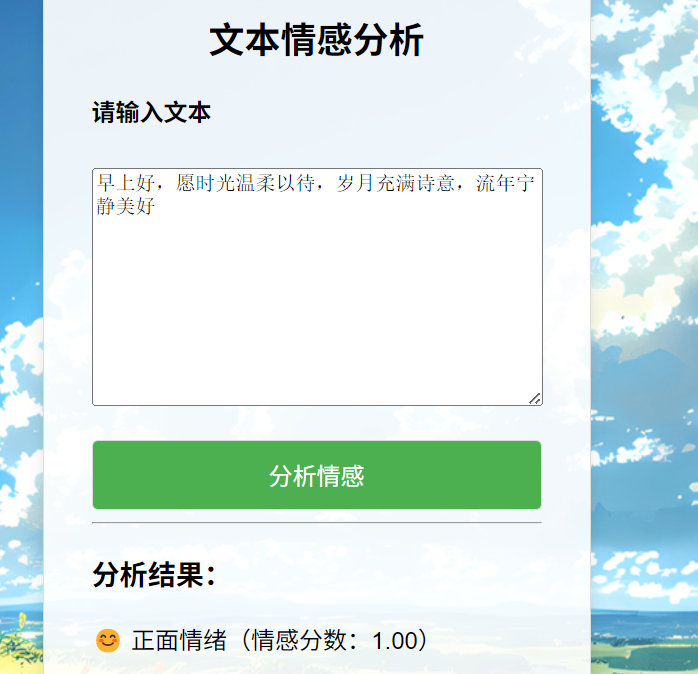 文本情感分析
请输入文本
早上好，愿时光温柔以待，岁月充满诗意，流年宁
静美好
分析情感
分析结果：
😊 正面情绪（情感分数：1.00）